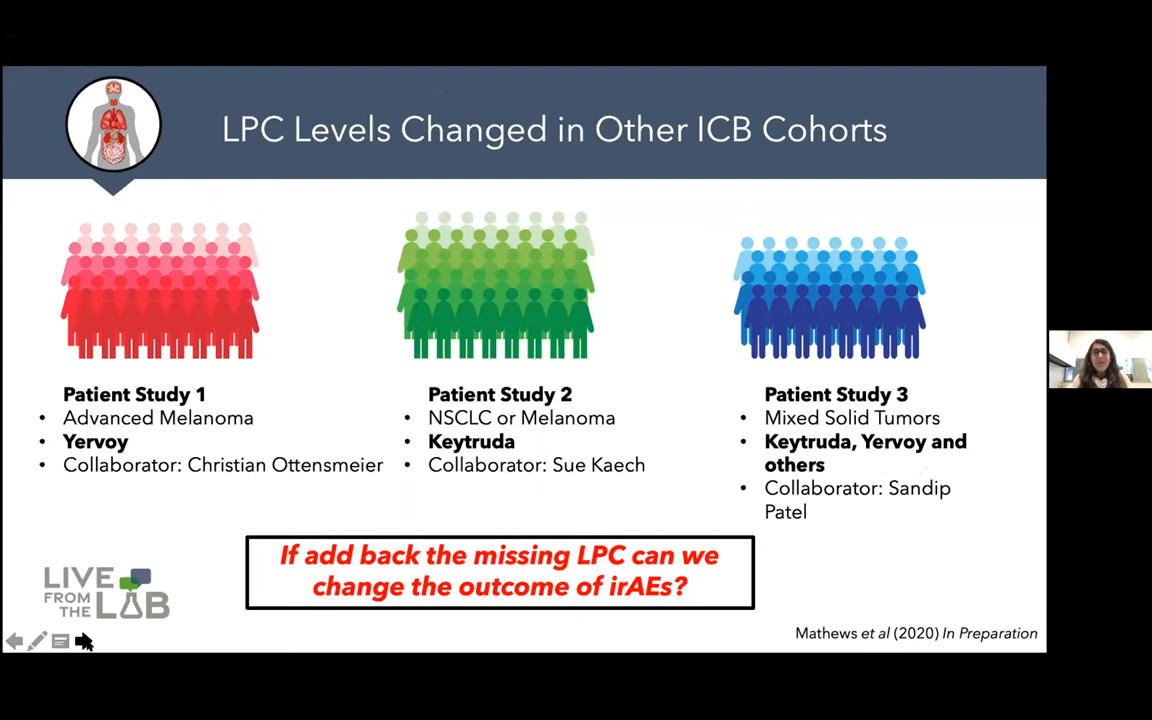 LPC Levels Changed in Other ICB Cohorts
Patient Study 1
• Advanced Melanoma
• Yervoy
• Collaborator: Christian Ottensmeier
Patient Study 2
• NSCLC or Melanoma
• Keytruda
• Collaborator: Sue Kaech
Patient Study 3
• Mixed Solid Tumors
• Keytruda, Yervoy and
others
• Collaborator: Sandip
Patel
If add back the missing LPC can we
change the outcome of irAEs?
LIVE
FROM
THE LAB
Mathews et al (2020) In Preparation